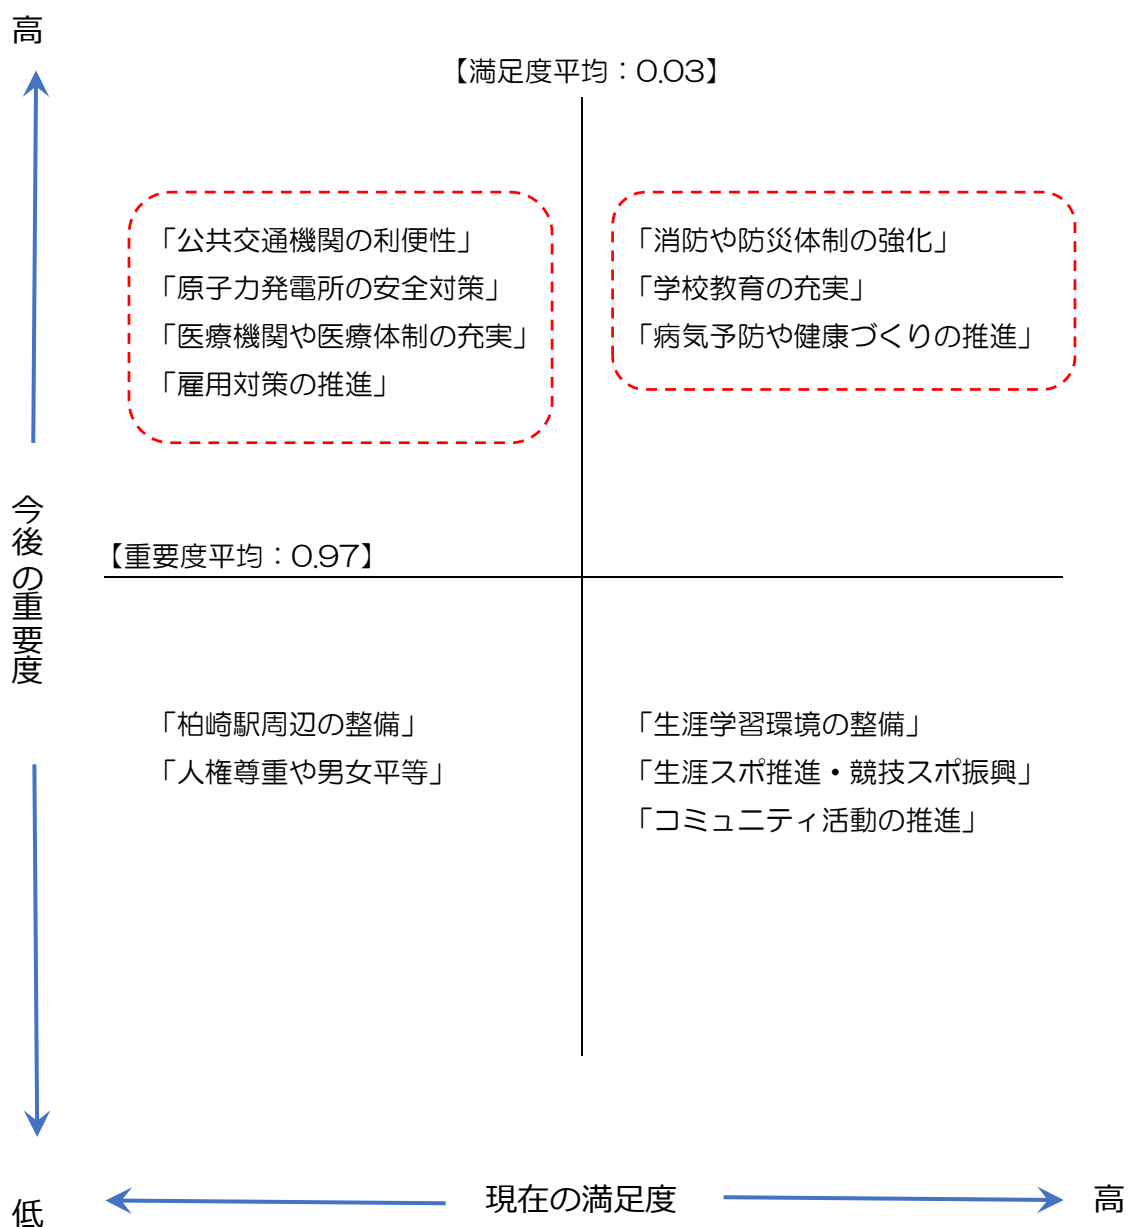 高
【満足度平均：0.03】
「公共交通機関の利便性」
「原子力発電所の安全対策」
「医療機関や医療体制の充実」
「雇用対策の推進」
「消防や防災体制の強化」
「学校教育の充実」
「病気予防や健康づくりの推進」
今後の重要度
【重要度平均：0.97】
「柏崎駅周辺の整備」
「人権尊重や男女平等」
「生涯学習環境の整備」
「生涯スポ推進・競技スポ振興」
「コミュニティ活動の推進」
低
現在の満足度
高